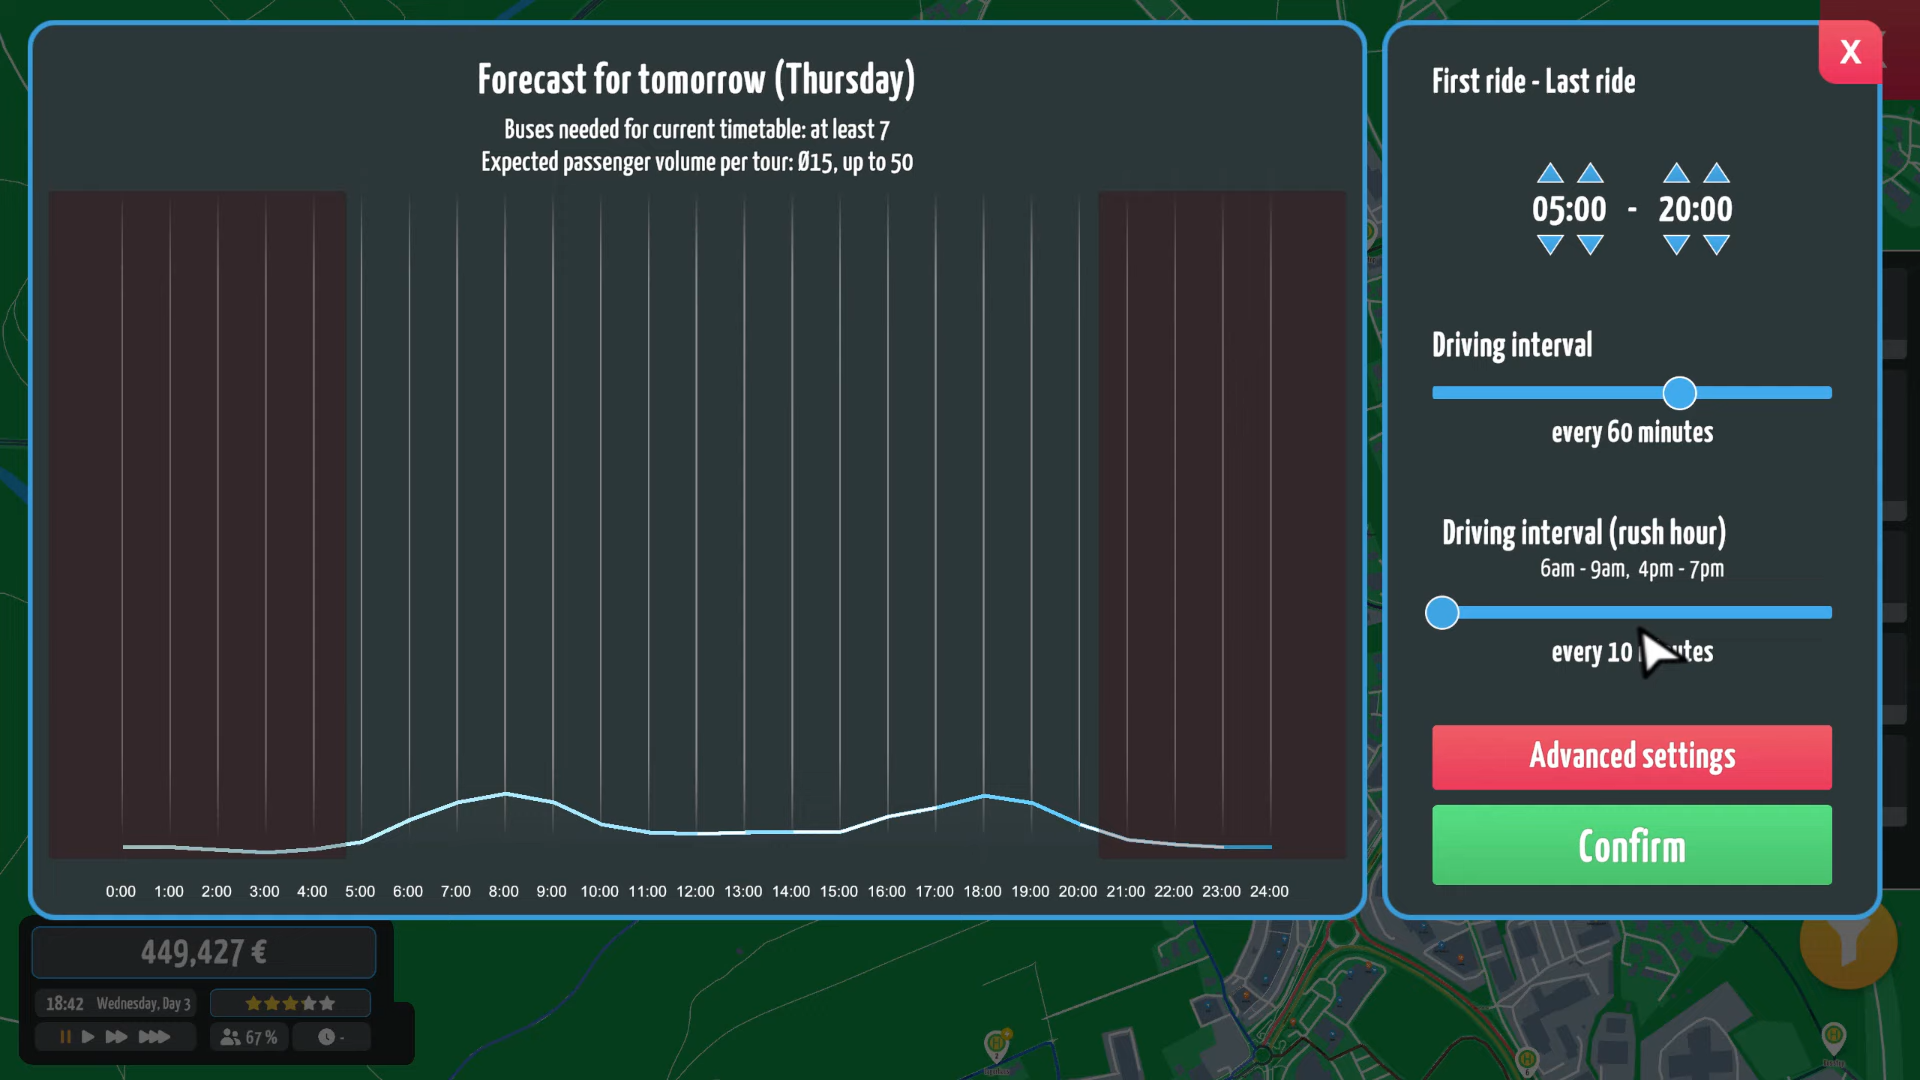 Forecast for tomorrow (Thursday)
Buses needed for current timetable: at least 7
Expected passenger volume per tour: Ø15, up to 50
0:00 1:00 2:00 3:00 4:00 5:00 6:00 7:00 8:00 9:00 10:00 11:00 12:00 13:00 14:00 15:00 16:00 17:00 18:00 19:00 20:00 21:00 22:00 23:00 24:00
X
First ride - Last ride
05:00 - 20:00
Driving interval
every 60 minutes
Driving interval (rush hour)
6am - 9am, 4pm - 7pm
every 10
Advanced settings
Confirm
449,427 €
18:42 Wednesday, Day 3
67 % -